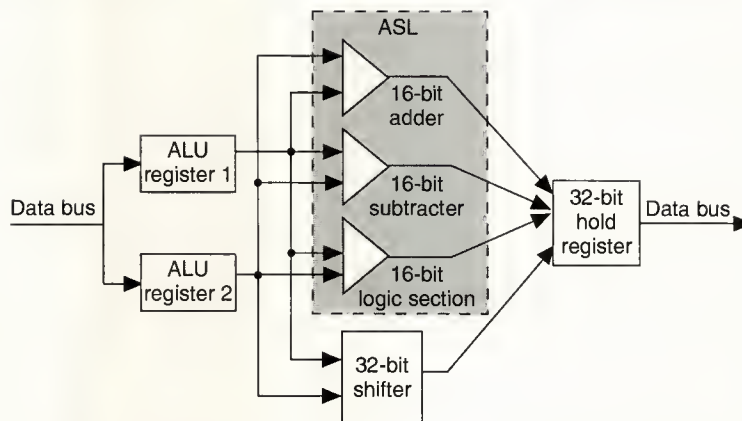 ASL
16-bit
adder
ALU
register 1
16-bit
subtracter
Data bus
32-bit
hold
register
Data bus
ALU
register 2
16-bit
logic section
32-bit
shifter